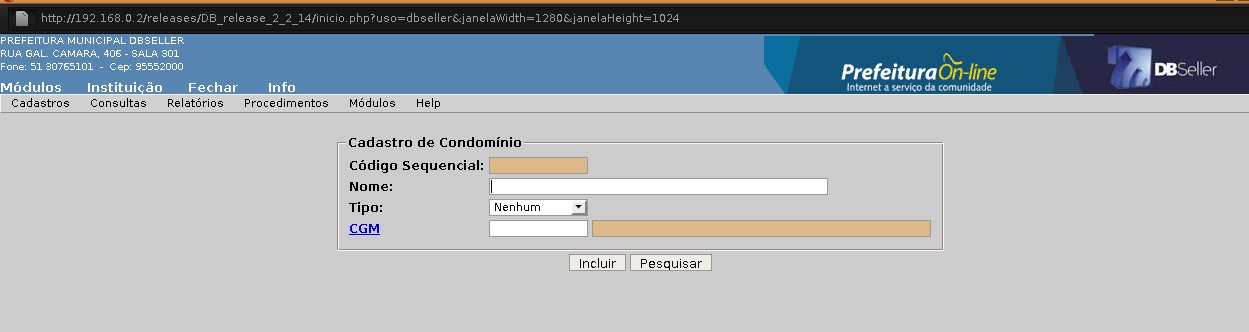 http://192.168.0.2/releases/DB_release_2_2_14/inicio.php?uso=dbseller&janelaWidth=1280&janelaHeight=1024
PREFEITURA MUNICIPAL DBSELLER
RUA GAL. CAMARA, 406 - SALA 301
Fone: 51 30765101 - Cep: 95552000
Prefeitura On-line
Internet a serviço da comunidade
DBSeller
Módulos Instituição Fechar Info
Cadastros Consultas Relatórios Procedimentos Módulos Help
Cadastro de Condomínio
Código Sequencial:
Nome:
Tipo: Nenhum
CGM
Incluir Pesquisar